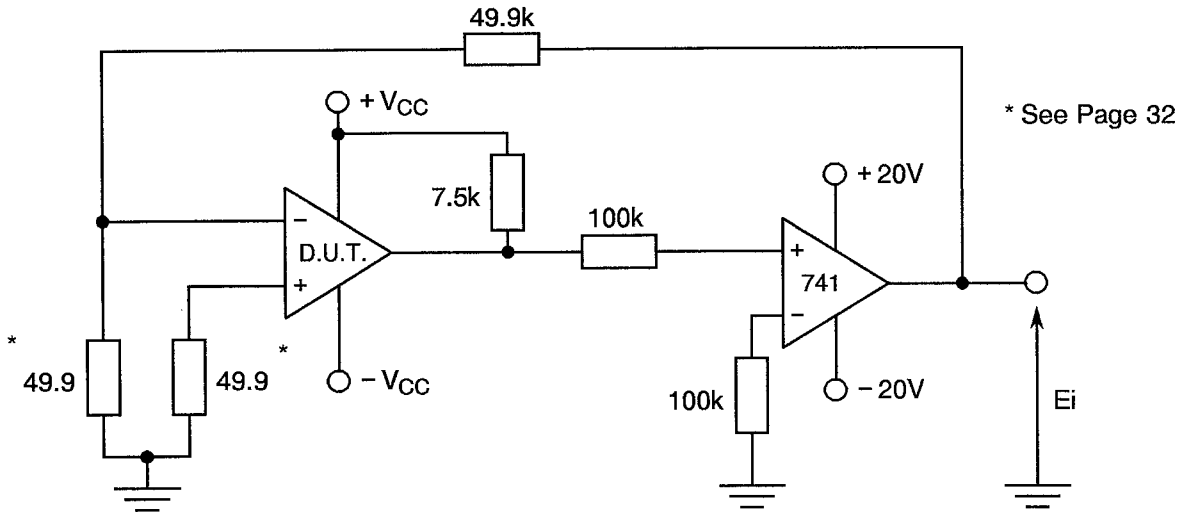 49.9k
+ VCC
* See Page 32
7.5k
+ 20V
100k
−
D.U.T.
+
+
741
−
*
49.9
*
49.9
− VCC
100k
− 20V
Ei